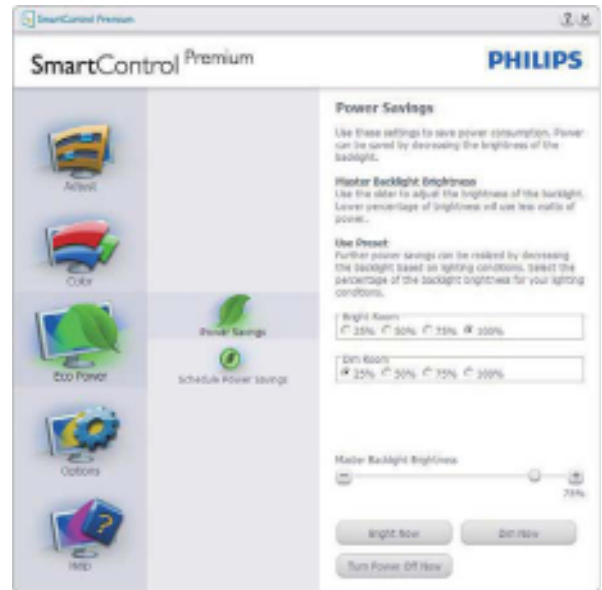 SmartControl Premium
SmartControl Premium
PHILIPS
Adjust
Color
Eco Power
Options
Help
Power Savings
Schedule Power Savings
Power Savings
Use these settings to save power consumption. Power
can be saved by decreasing the brightness of the
backlight.
Master Backlight Brightness
Use the slider to adjust the brightness of the backlight.
Lower percentage of brightness will use less watts of
power.
Use Preset
Further power savings can be realized by decreasing
the backlight based on lighting conditions. Select the
percentage of the backlight brightness for your lighting
conditions.
Bright Room
25% 50% 75% 100%
Dim Room
25% 50% 75% 100%
Master Backlight Brightness
75%
Bright Now
Dim Now
Turn Power Off Now